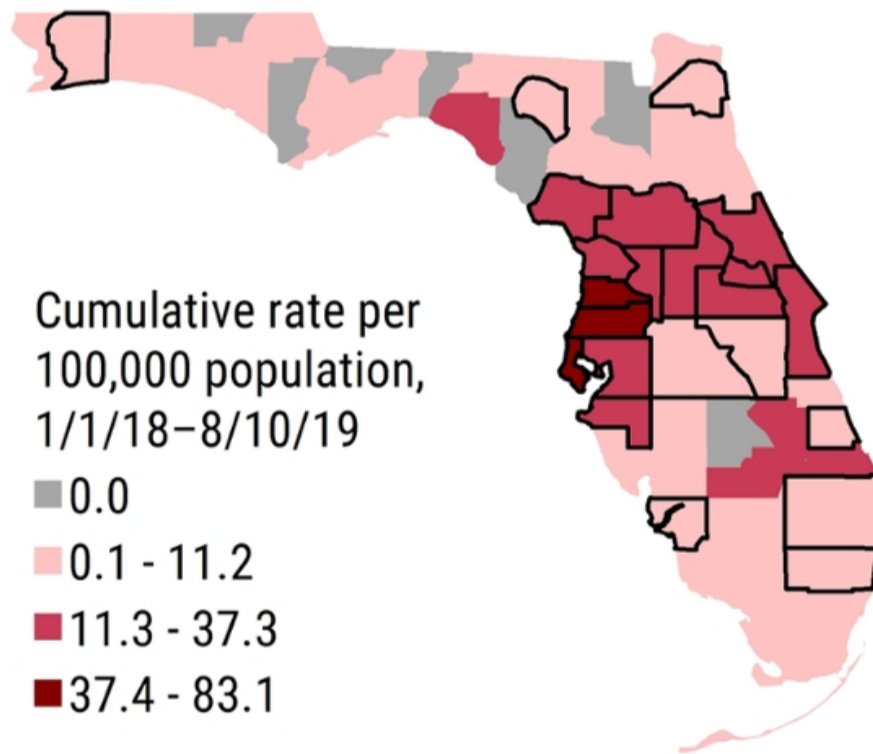 Cumulative rate per
100,000 population,
1/1/18–8/10/19
0.0
0.1 - 11.2
11.3 - 37.3
37.4 - 83.1